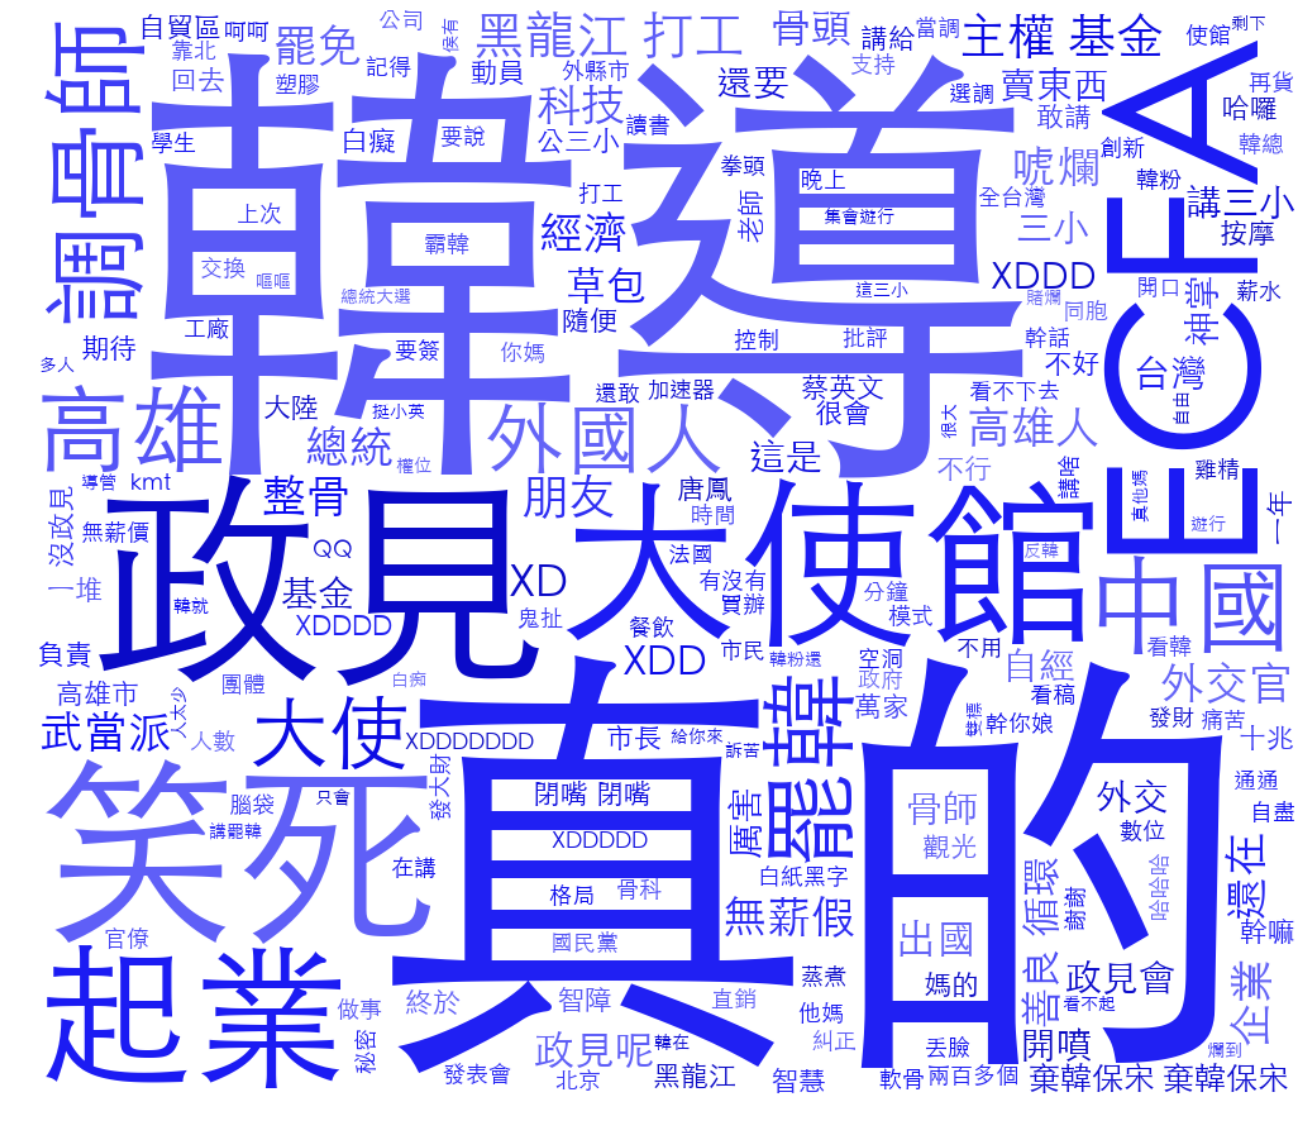 自貿區
呵呵
罷免
公司
侯有
黑龍江
打工
骨頭
講給
當調
主權
基金
使館
剩下
靠北
回去
塑膠
記得
動員
外縣市
還要
支持
選調
賣東西
再貨
哈囉
調骨師
學生
白癡
要說
科技
公三小
讀書
敢講
創新
韓總
韓導
ECFA
拳頭
晚上
唬爛
韓粉
講三小
打工
老師
集會遊行
全台灣
三小
按摩
上次
霸韓
經濟
交換
嘔嘔
草包
XDDD
開口
神掌
薪水
總統大選
這三小
賭爛
同胞
工廠
隨便
期待
要簽
你媽
控制
批評
幹話
不好
台灣
多人
還敢
加速器
蔡英文
看不下去
自由
高雄
大陸
挺小英
外國人
很會
很大
高雄人
總統
權位
這是
不行
講啥
雞精
導管
kmt
整骨
朋友
唐鳳
真他媽
一年
沒政見
無薪價
政見
大使館
時間
遊行
QQ
法國
反韓
一堆
基金
XD
有沒有
買辦
分鐘
模式
中國
韓就
XDDDD
鬼扯
餐飲
負責
XDD
市民
韓粉還
空洞
不用
看韓
高雄市
團體
白痴
政府
自經
外交官
人太少
萬家
看稿
武當派
人數
大使
XDDDDDDD
市長
給你來
訴苦
罷韓
雙標
幹你娘
發財
痛苦
十兆
真的
笑死
腦袋
只會
發大財
閉嘴
閉嘴
厲害
骨師
外交
通通
講罷韓
XDDDDD
觀光
數位
自盡
在講
格局
骨科
白紙黑字
循環
謝謝
哈哈哈
還在
官僚
國民黨
無薪假
出國
幹嘛
起業
做事
終於
智障
直銷
蒸煮
媽的
善良
政見會
看不起
企業
他媽
秘密
政見呢
韓在
糾正
丟臉
開噴
爛到
發表會
北京
黑龍江
智慧
軟骨
兩百多個
棄韓保宋
棄韓保宋